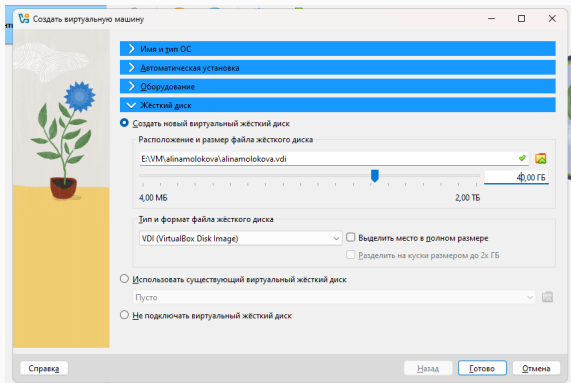 Создать виртуальную машину
Имя и тип ОС
Автоматическая установка
Оборудование
Жёсткий диск
Создать новый виртуальный жёсткий диск
Расположение и размер файла жёсткого диска
E:\VM\alinamolokova\alinamolokova.vdi
40,00 ГБ
4,00 МБ 2,00 ТБ
Тип и формат файла жёсткого диска
VDI (VirtualBox Disk Image) Выделить место в полном размере
Разделить на куски размером до 2х ГБ
Использовать существующий виртуальный жёсткий диск
Пусто
Не подключать виртуальный жёсткий диск
Справка Назад Готово Отмена